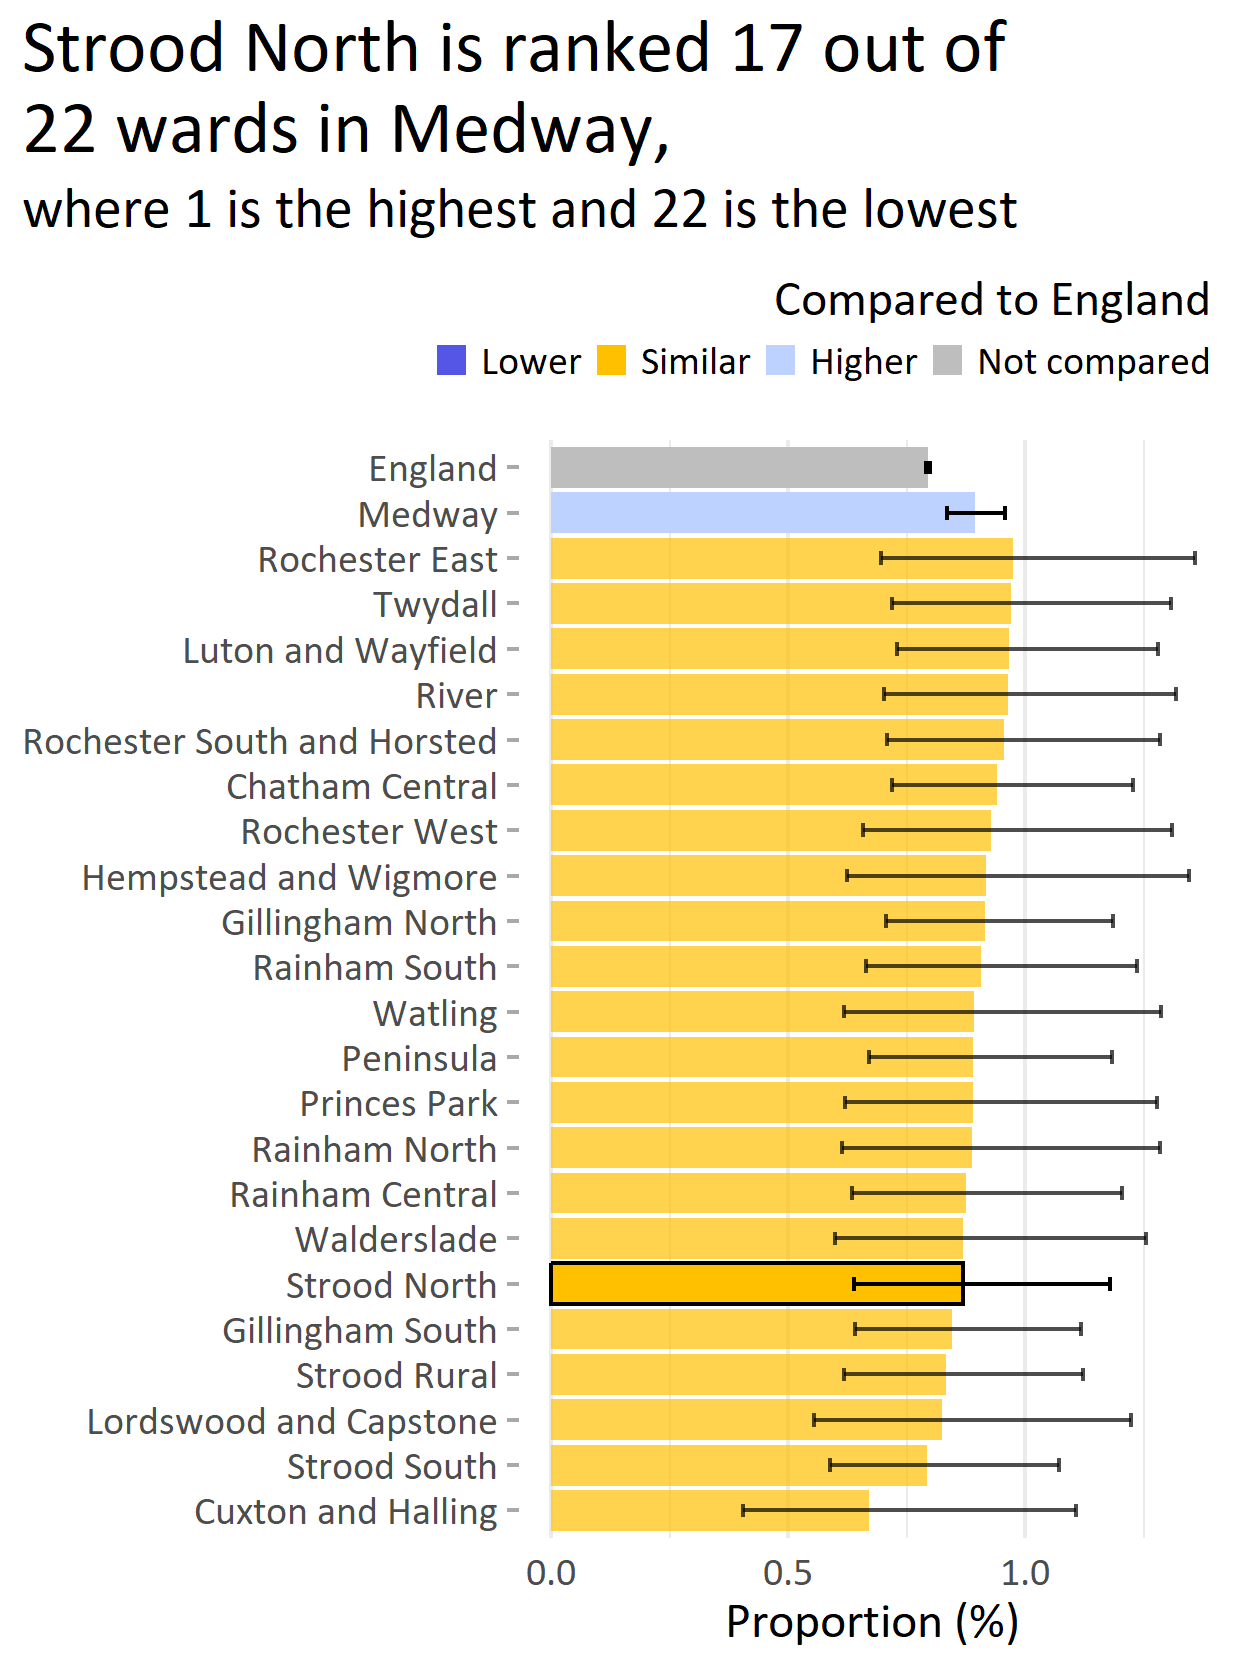 Strood North is ranked 17 out of
22 wards in Medway,
where 1 is the highest and 22 is the lowest
Compared to England
Lower Similar Higher Not compared
England
Medway
Rochester East
Twydall
Luton and Wayfield
River
Rochester South and Horsted
Chatham Central
Rochester West
Hempstead and Wigmore
Gillingham North
Rainham South
Watling
Peninsula
Princes Park
Rainham North
Rainham Central
Walderslade
Strood North
Gillingham South
Strood Rural
Lordswood and Capstone
Strood South
Cuxton and Halling
0.0 0.5 1.0
Proportion (%)